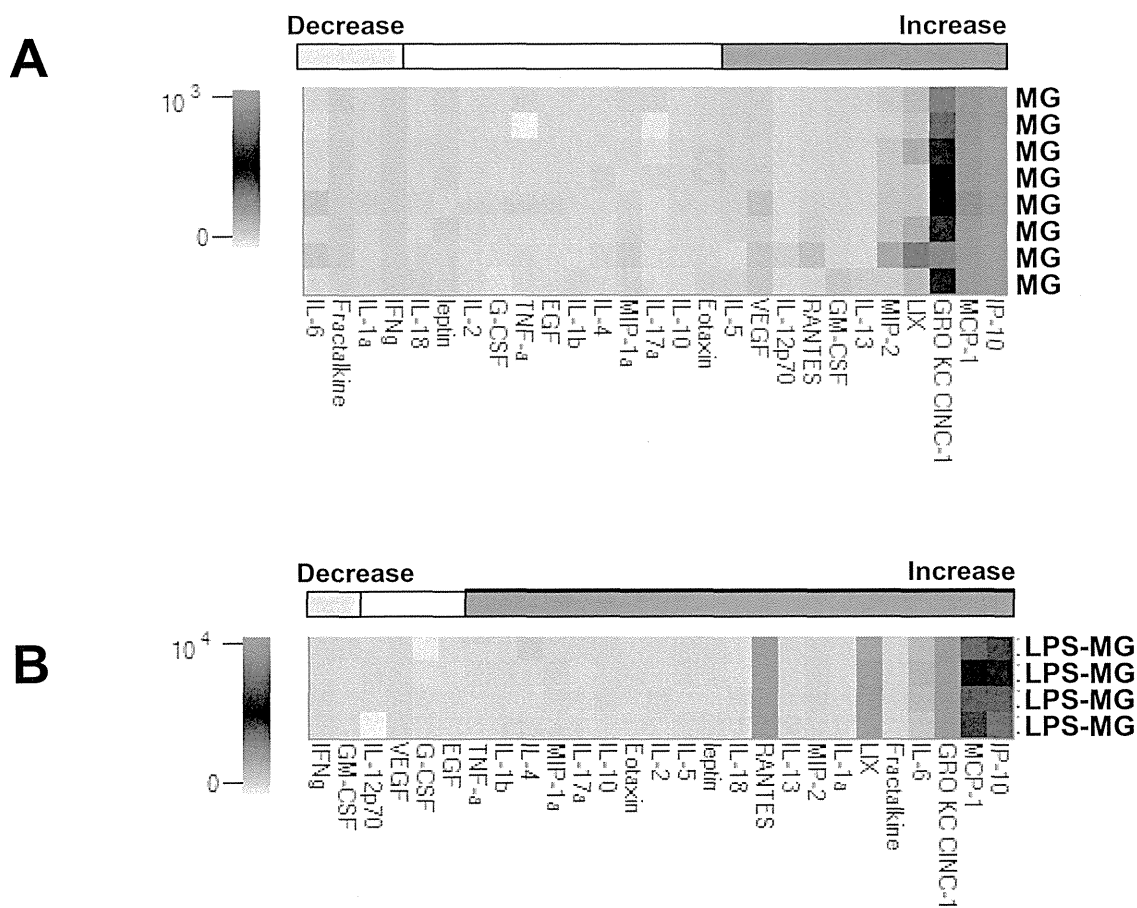 A
Decrease
Increase
10 3
0
MG
MG
MG
MG
MG
MG
MG
MG
IL-6
Fractalkine
IL-1a
IFNg
IL-18
leptin
IL-2
G-CSF
TNF-a
EGF
IL-1b
IL-4
MIP-1a
IL-17a
IL-10
Eotaxin
IL-5
VEGF
IL-12p70
RANTES
GM-CSF
IL-13
MIP-2
LIX
GRO KC CINC-1
MCP-1
IP-10
B
Decrease
Increase
10 4
0
LPS-MG
LPS-MG
LPS-MG
LPS-MG
IFNg
GM-CSF
IL-12p70
VEGF
G-CSF
EGF
TNF-a
IL-1b
IL-4
MIP-1a
IL-17a
IL-10
Eotaxin
IL-2
IL-5
leptin
IL-18
RANTES
IL-13
MIP-2
IL-1a
LIX
Fractalkine
IL-6
GRO KC CINC-1
MCP-1
IP-10